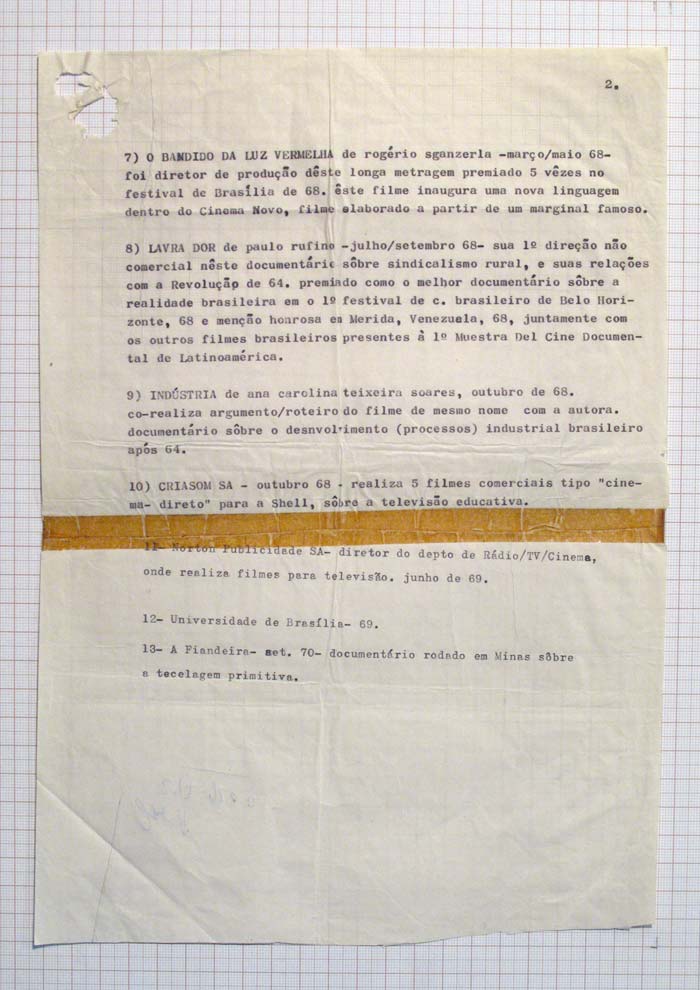 2.
7) O BANDIDO DA LUZ VERMELHA de rogério sganzerla -março/maio 68-
foi diretor de produção dêste longa metragem premiado 5 vêzes no
festival de Brasília de 68. êste filme inaugura uma nova linguagem
dentro do Cinema Novo, filme elaborado a partir de um marginal famoso.
8) LAVRA DOR de paulo rufino -julho/setembro 68- sua 1º direção não
comercial nêste documentário sôbre sindicalismo rural, e suas relações
com a Revolução de 64. premiado como o melhor documentário sôbre a
realidade brasileira em o 1º festival de c. brasileiro de Belo Hori-
zonte, 68 e menção honrosa em Merida, Venezuela, 68, juntamente com
os outros filmes brasileiros presentes à 1º Muestra Del Cine Documen-
tal de Latinoamérica.
9) INDÚSTRIA de ana carolina teixeira soares, outubro de 68.
co-realiza argumento/roteiro do filme de mesmo nome com a autora.
documentário sôbre o desnvolvimento (processos) industrial brasileiro
após 64.
10) CRIASOM SA - outubro 68 - realiza 5 filmes comerciais tipo "cine-
ma- direto" para a Shell, sôbre a televisão educativa.
11- Norton Publicidade SA- diretor do depto de Rádio/TV/Cinema,
onde realiza filmes para televisão. junho de 69.
12- Universidade de Brasília- 69.
13- A Fiandeira- set. 70- documentário rodado em Minas sôbre
a tecelagem primitiva.